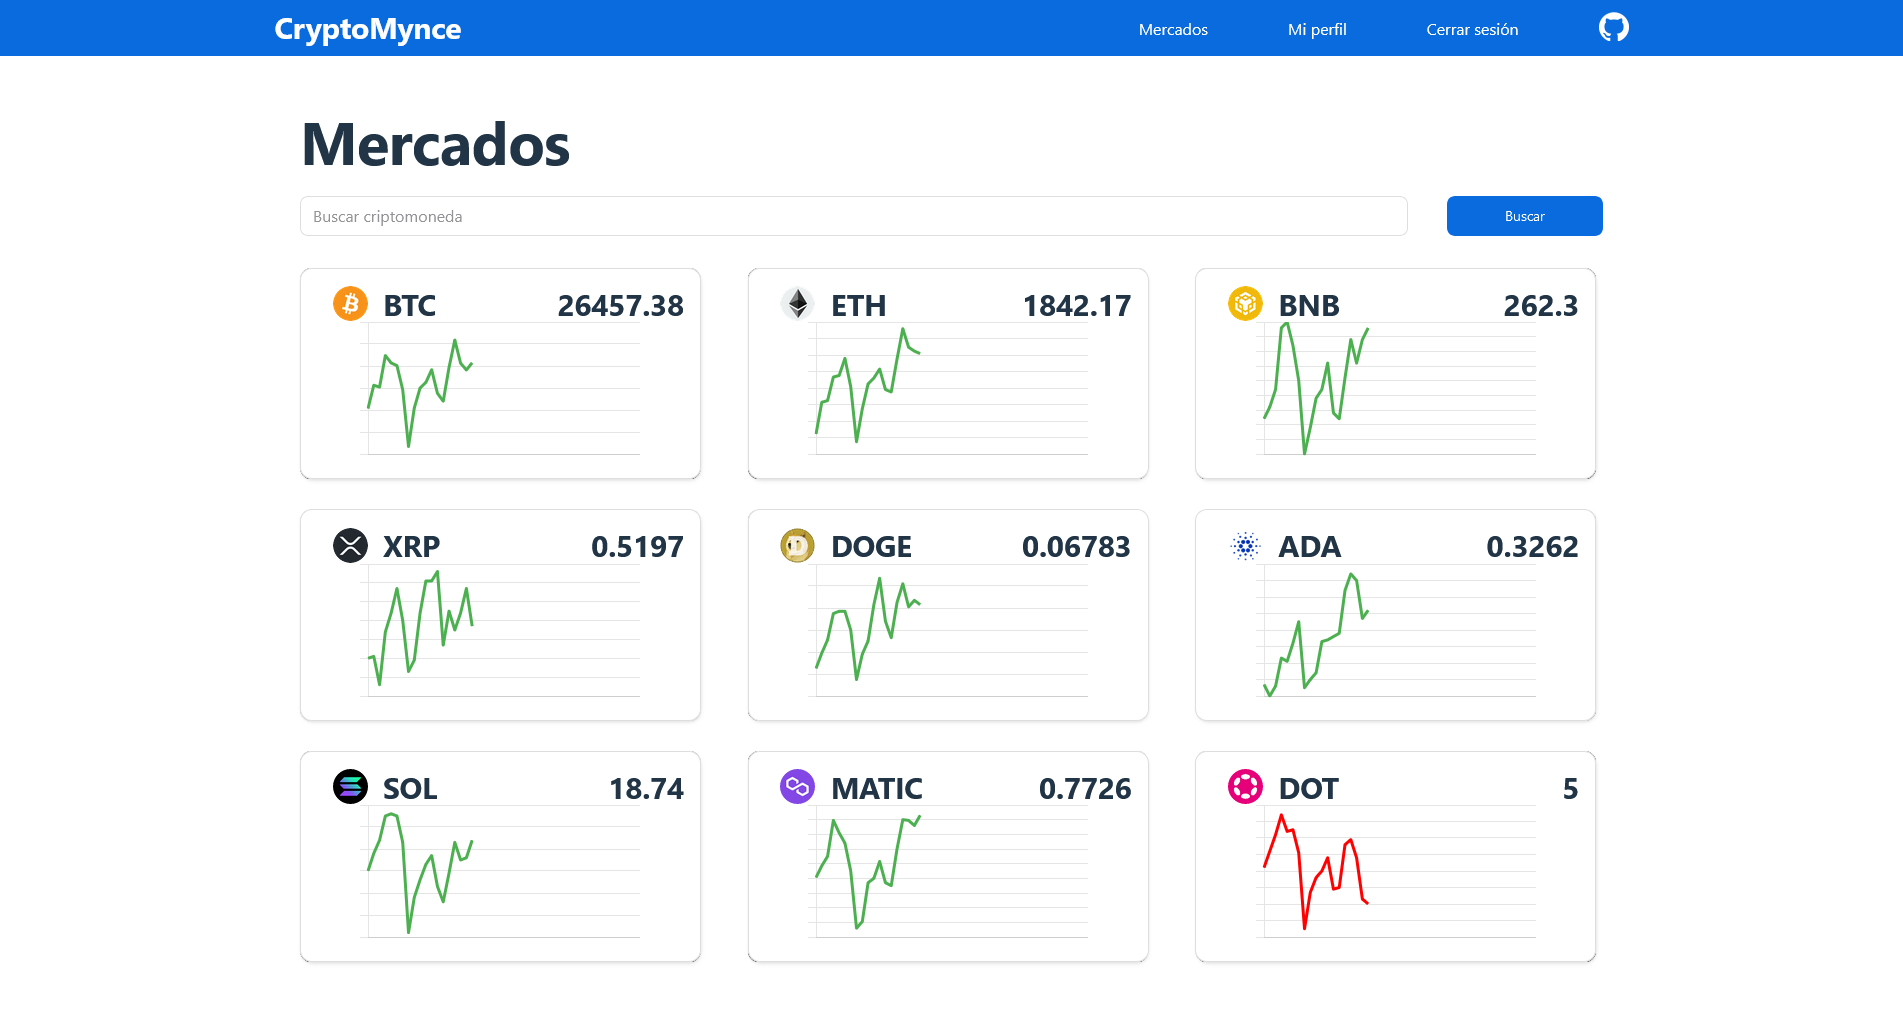 CryptoMynce
Mercados
Mi perfil
Cerrar sesión
Mercados
Buscar criptomoneda
Buscar
BTC 26457.38
ETH 1842.17
BNB 262.3
XRP 0.5197
DOGE 0.06783
ADA 0.3262
SOL 18.74
MATIC 0.7726
DOT 5